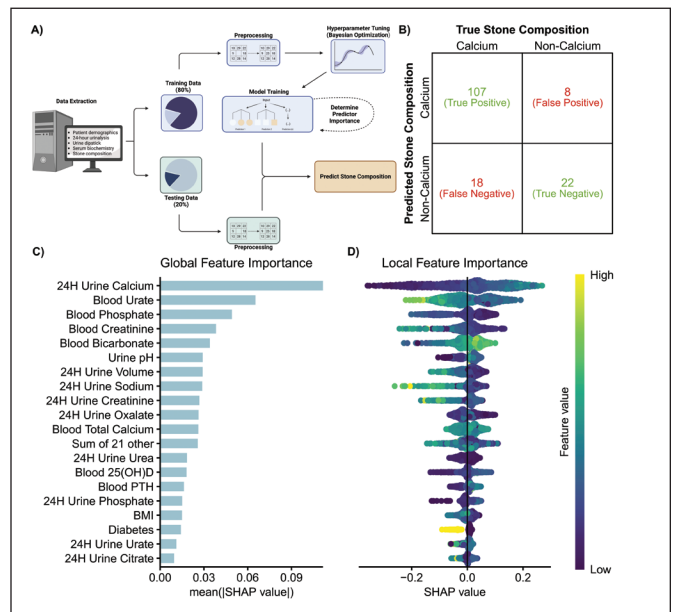 A)
Data Extraction
• Patient demographics
• 24-hour urinalysis
• Urine dipstick
• Serum biochemistry
• Stone composition
Training Data
(80%)
Testing Data
(20%)
Preprocessing
Hyperparameter Tuning
(Bayesian Optimization)
Model Training
Determine
Predictor
Importance
Predict Stone Composition
Preprocessing
B)
True Stone Composition
Calcium
Non-Calcium
Predicted Stone Composition
Calcium
Non-Calcium
107
(True Positive)
8
(False Positive)
18
(False Negative)
22
(True Negative)
C)
Global Feature Importance
24H Urine Calcium
Blood Urate
Blood Phosphate
Blood Creatinine
Blood Bicarbonate
Urine pH
24H Urine Volume
24H Urine Sodium
24H Urine Creatinine
24H Urine Oxalate
Blood Total Calcium
Sum of 21 other
24H Urine Urea
Blood 25(OH)D
Blood PTH
24H Urine Phosphate
BMI
Diabetes
24H Urine Urate
24H Urine Citrate
0.00 0.03 0.06 0.09
mean(|SHAP value|)
D)
Local Feature Importance
−0.2 0.0 0.2
SHAP value
High
Feature value
Low